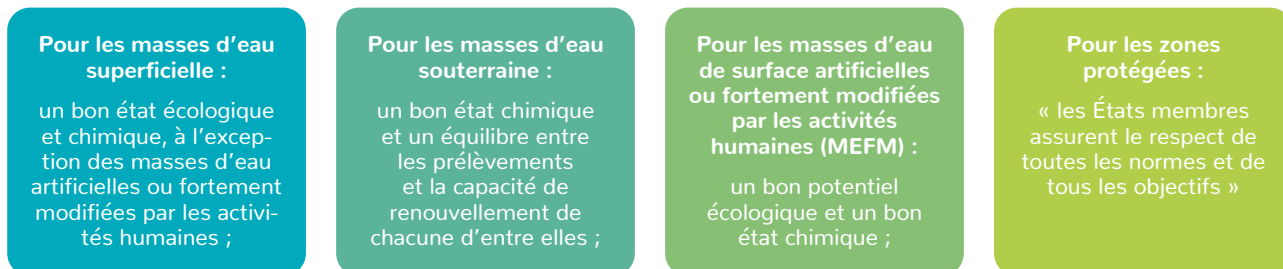 Pour les masses d'eau
superficielle :
un bon état écologique
et chimique, à l'excep-
tion des masses d'eau
artificielles ou fortement
modifiées par les activi-
tés humaines ;
Pour les masses d'eau
souterraine :
un bon état chimique
et un équilibre entre
les prélèvements
et la capacité de
renouvellement de
chacune d'entre elles ;
Pour les masses d'eau
de surface artificielles
ou fortement modifiées
par les activités
humaines (MEFM) :
un bon potentiel
écologique et un bon
état chimique ;
Pour les zones
protégées :
« les États membres
assurent le respect de
toutes les normes et de
tous les objectifs »